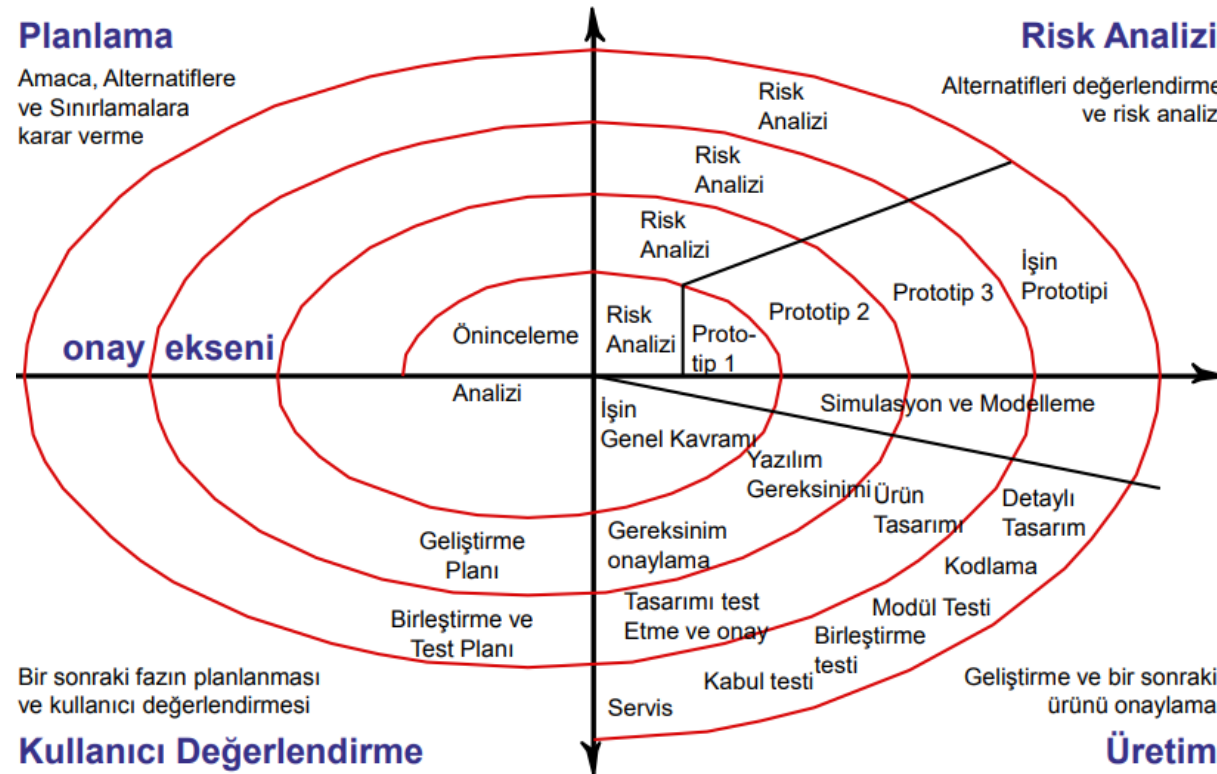 Planlama
Amaca, Alternatiflere
ve Sınırlamalara
karar verme
Risk Analizi
Alternatifleri değerlendirme
ve risk analiz
Risk
Analizi
Risk
Analizi
Risk
Analizi
Risk
Analizi
Proto-
tip 1
Prototip 2
Prototip 3
İşin
Prototipi
Öninceleme
onay ekseni
Analizi
İşin
Genel Kavramı
Simulasyon ve Modelleme
Yazılım
Gereksinimi
Ürün
Tasarımı
Detaylı
Tasarım
Geliştirme
Planı
Gereksinim
onaylama
Kodlama
Birleştirme ve
Test Planı
Tasarımı test
Etme ve onay
Modül Testi
Birleştirme
testi
Kabul testi
Servis
Bir sonraki fazın planlanması
ve kullanıcı değerlendirmesi
Kullanıcı Değerlendirme
Geliştirme ve bir sonraki
ürünü onaylama
Üretim